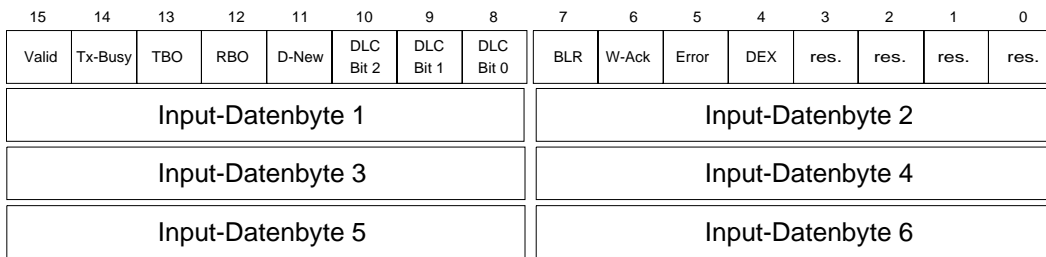 15 14 13 12 11 10 9 8 7 6 5 4 3 2 1 0
Valid Tx-Busy TBO RBO D-New DLC Bit 2 DLC Bit 1 DLC Bit 0 BLR W-Ack Error DEX res. res. res. res.
Input-Datenbyte 1 Input-Datenbyte 2
Input-Datenbyte 3 Input-Datenbyte 4
Input-Datenbyte 5 Input-Datenbyte 6